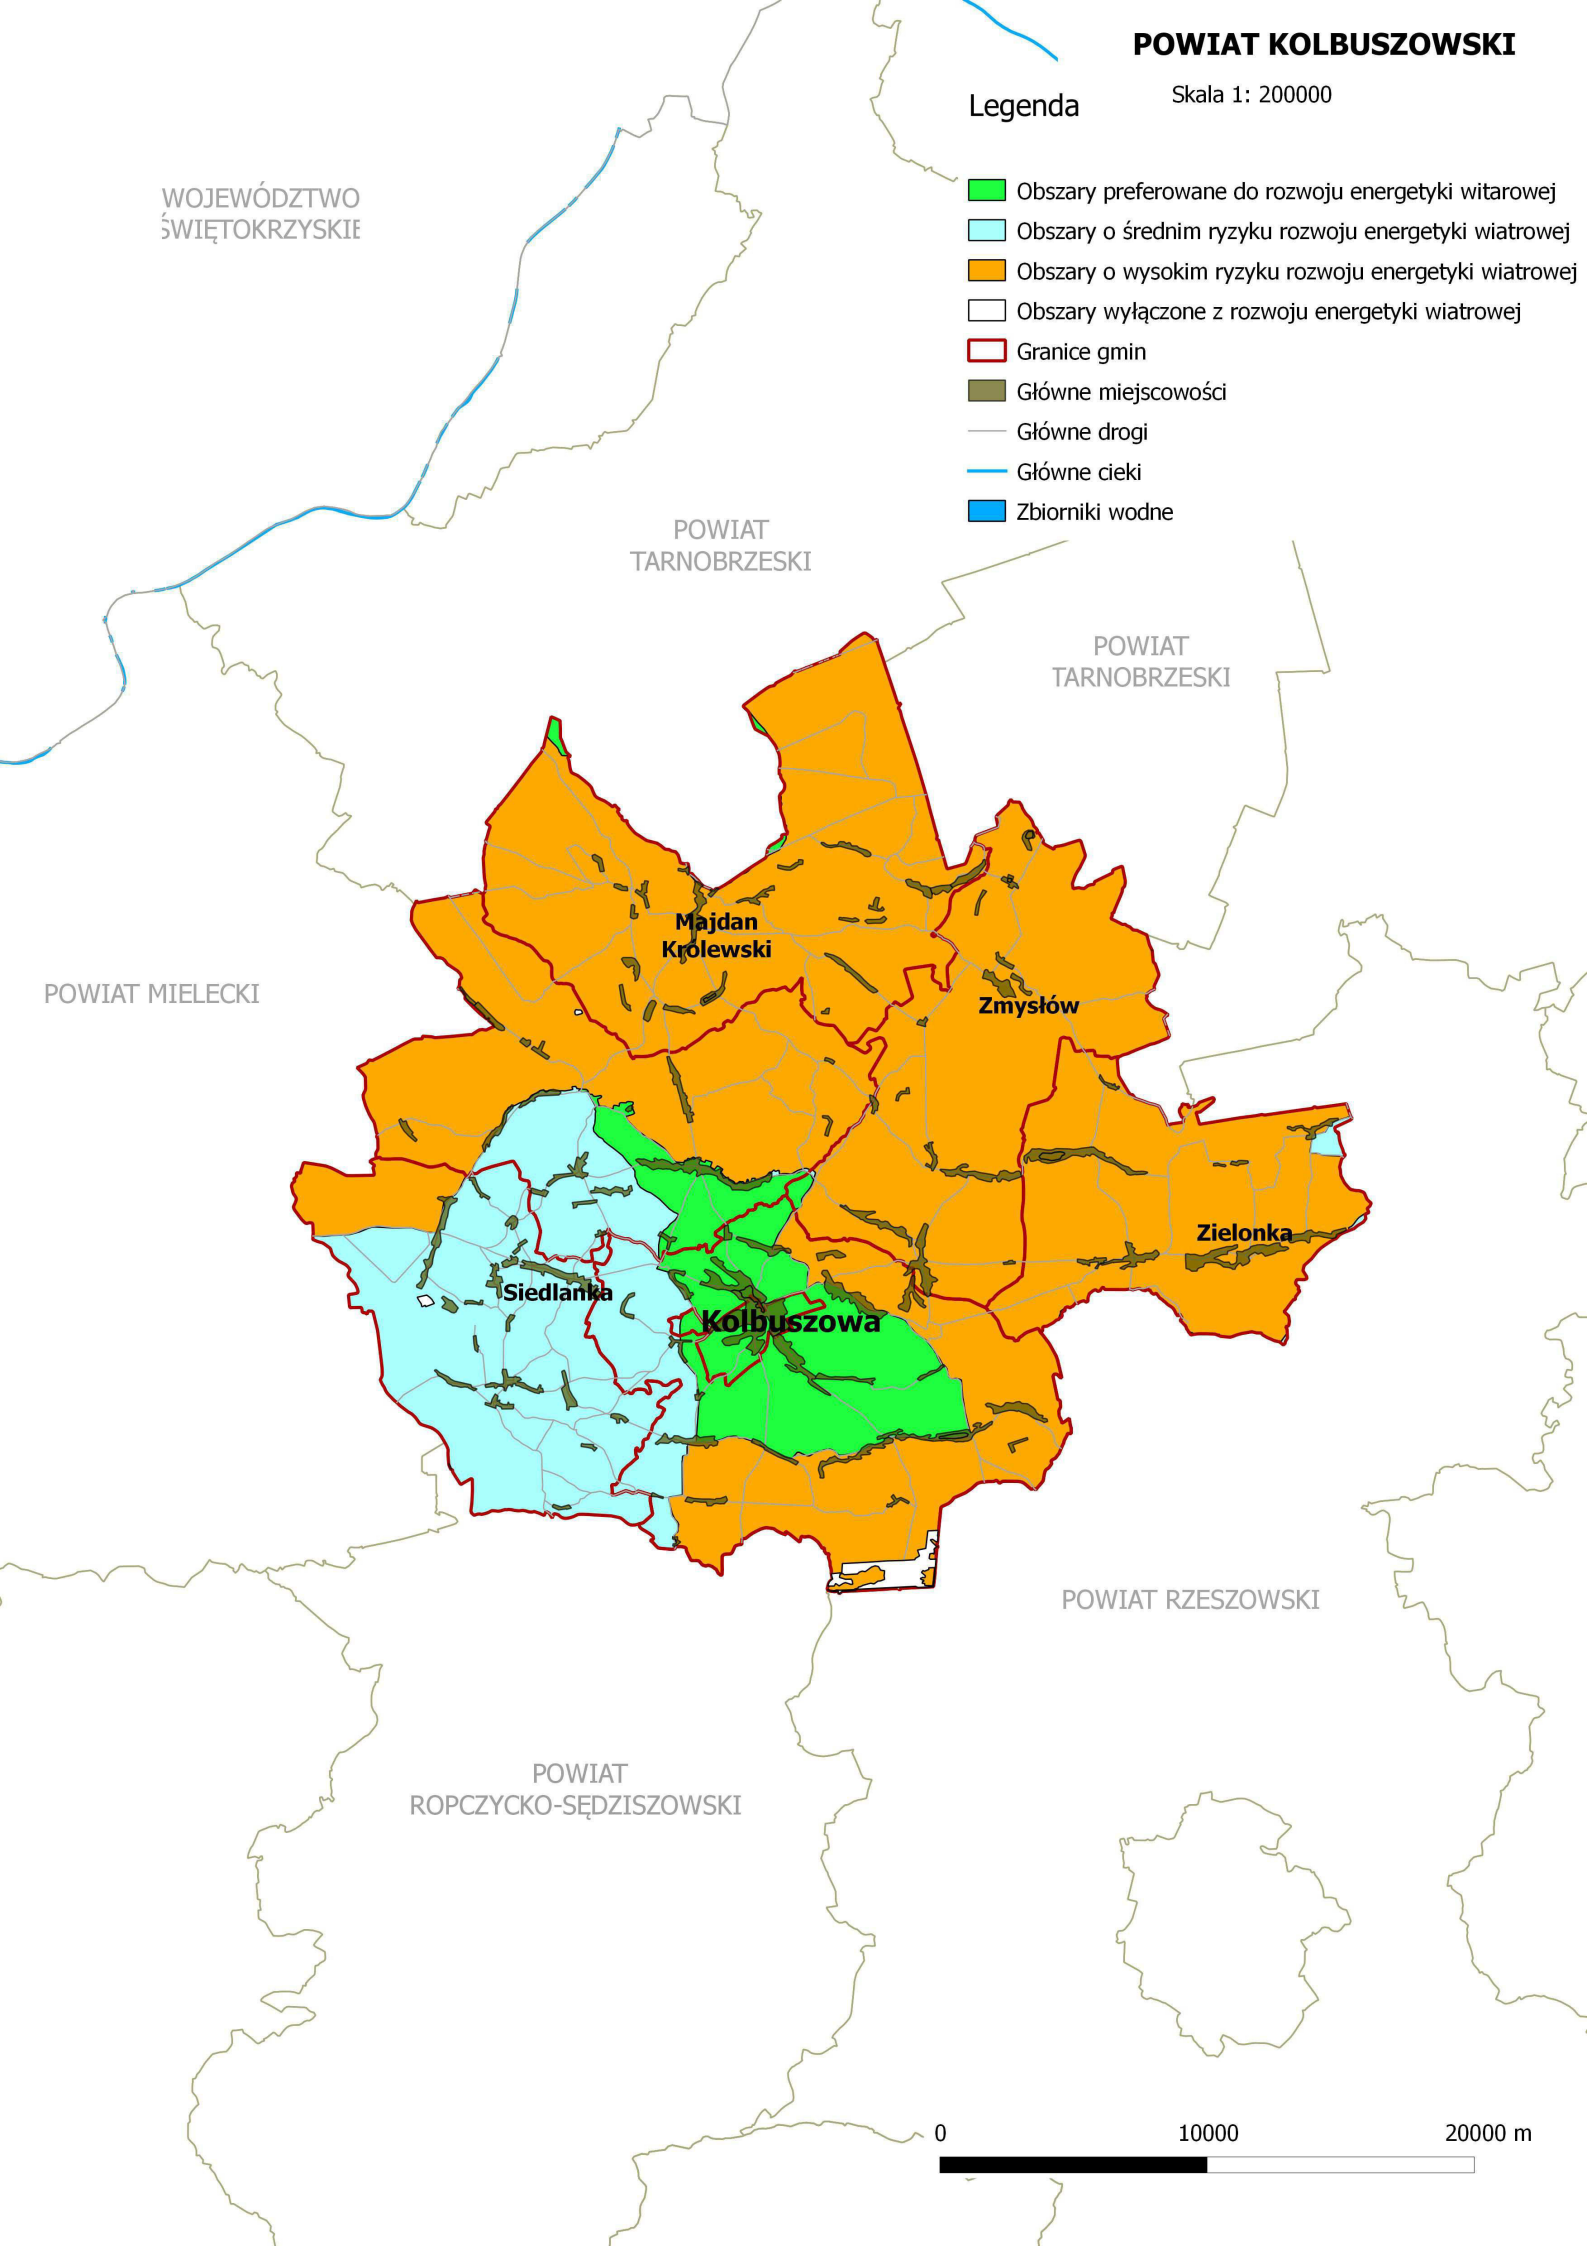 POWIAT KOLBUSZOWSKI
Skala 1: 200000
Legenda
Obszary preferowane do rozwoju energetyki witarowej
Obszary o średnim ryzyku rozwoju energetyki wiatrowej
Obszary o wysokim ryzyku rozwoju energetyki wiatrowej
Obszary wyłączone z rozwoju energetyki wiatrowej
Granice gmin
Główne miejscowości
Główne drogi
Główne cieki
Zbiorniki wodne
WOJEWÓDZTWO
ŚWIĘTOKRZYSKIE
POWIAT
TARNOBRZESKI
POWIAT
TARNOBRZESKI
Majdan
Królewski
POWIAT MIELECKI
Zmysłów
Zielonka
Siedlanka
Kolbuszowa
POWIAT RZESZOWSKI
POWIAT
ROPCZYCKO-SĘDZISZOWSKI
0 10000 20000 m